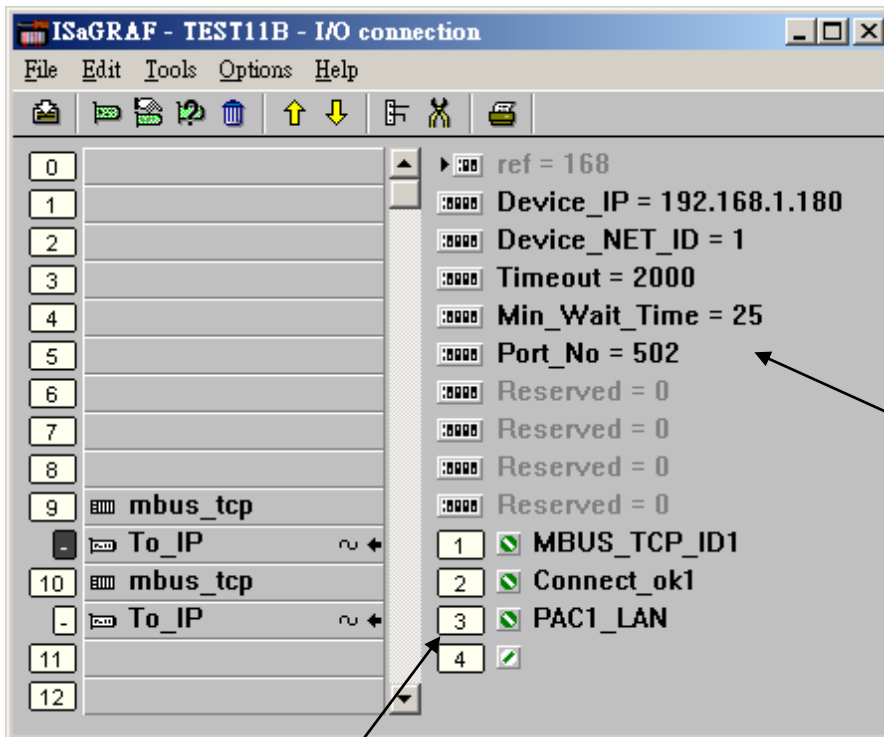 ISaGRAF - TEST11B - I/O connection
File Edit Tools Options Help
0
1
2
3
4
5
6
7
8
9 mbus_tcp
- To_IP
10 mbus_tcp
- To_IP
11
12
ref = 168
Device_IP = 192.168.1.180
Device_NET_ID = 1
Timeout = 2000
Min_Wait_Time = 25
Port_No = 502
Reserved = 0
Reserved = 0
Reserved = 0
Reserved = 0
1 MBUS_TCP_ID1
2 Connect_ok1
3 PAC1_LAN
4